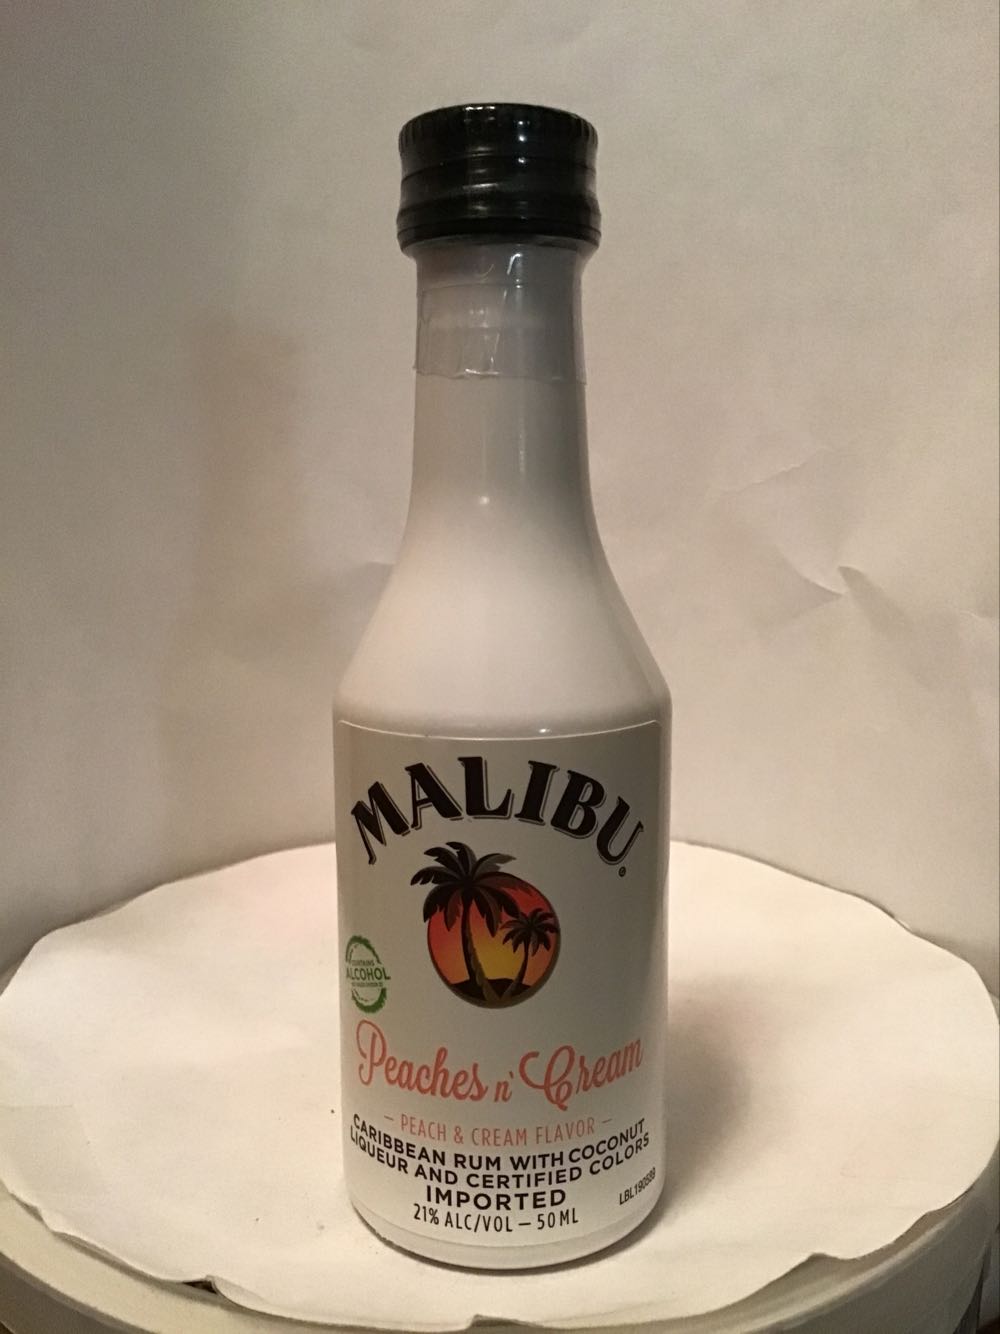 MALIBU
CONTAINS
ALCOHOL
Peaches n' Cream
– PEACH & CREAM FLAVOR –
CARIBBEAN RUM WITH COCONUT
LIQUEUR AND CERTIFIED COLORS
IMPORTED
21% ALC/VOL – 50 ML